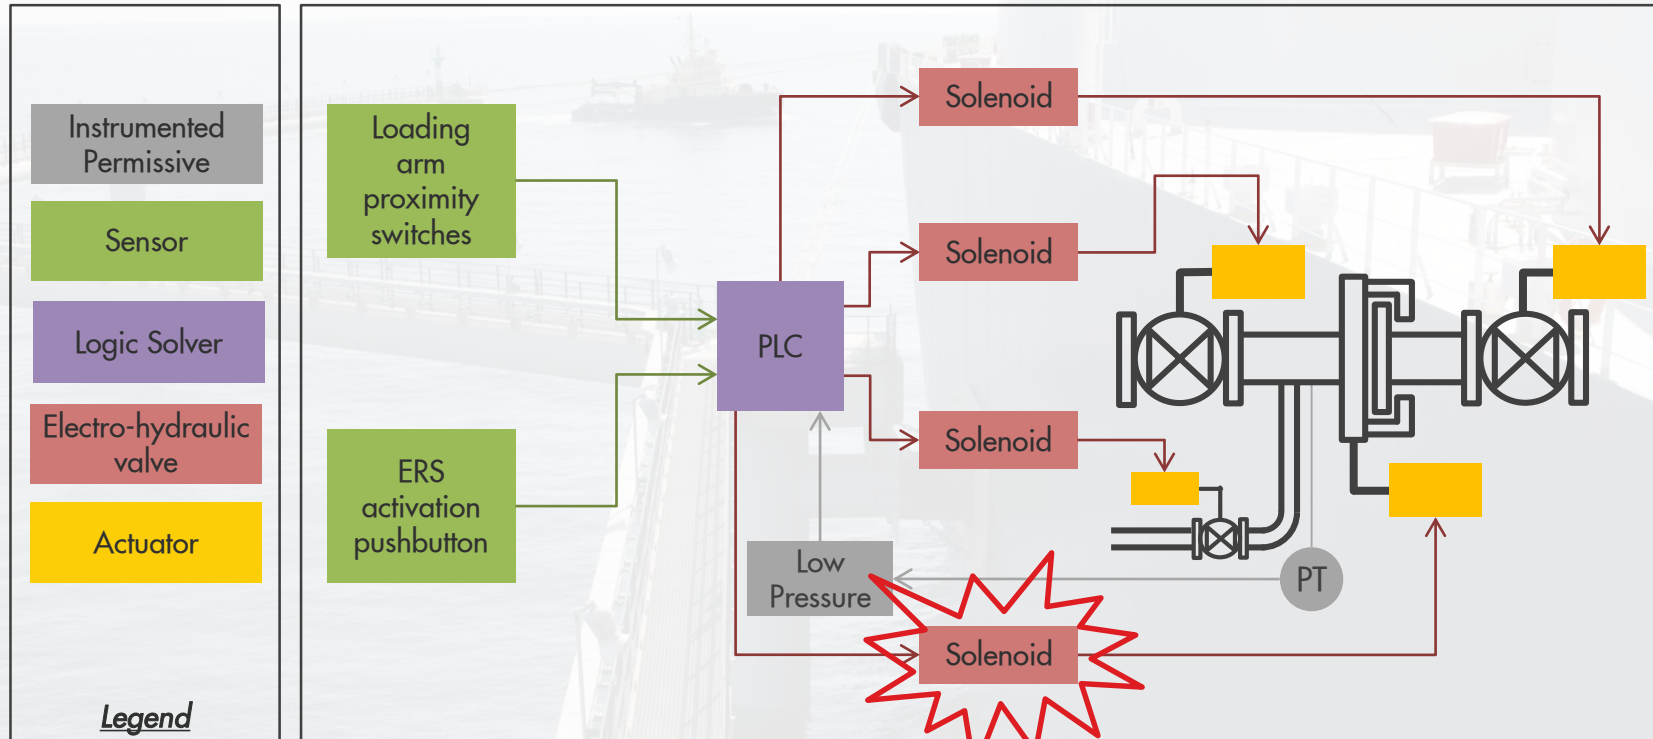 Instrumented
Permissive
Sensor
Logic Solver
Electro-hydraulic
valve
Actuator
Legend
Loading
arm
proximity
switches
ERS
activation
pushbutton
PLC
Low
Pressure
Solenoid
Solenoid
Solenoid
Solenoid
PT